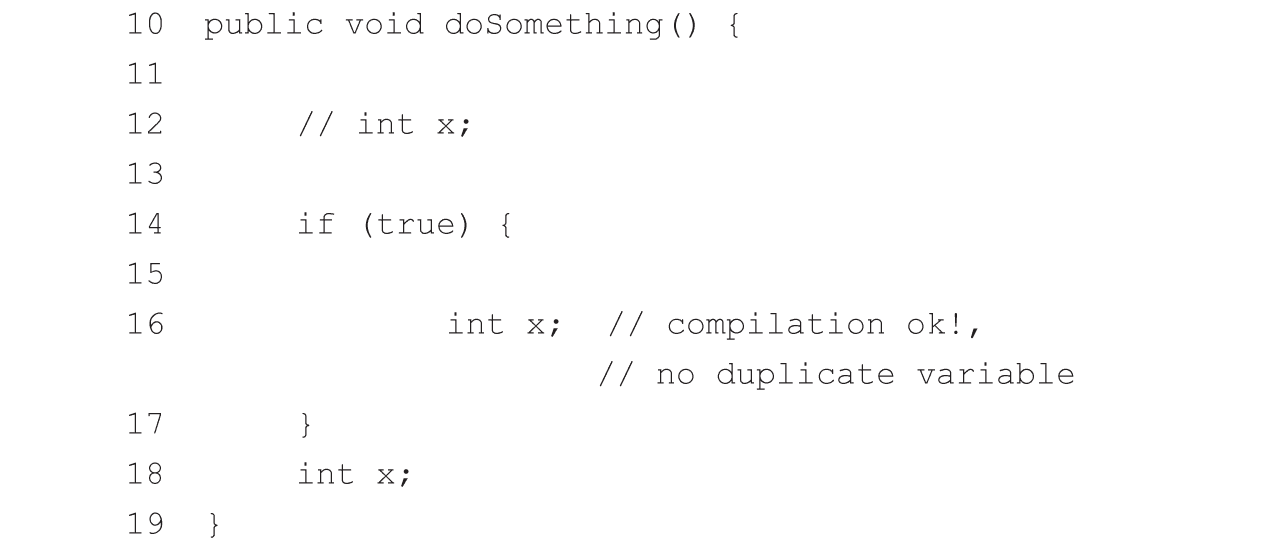 10 public void doSomething() {
11
12 // int x;
13
14 if (true) {
15
16 int x; // compilation ok!,
// no duplicate variable
17 }
18 int x;
19 }